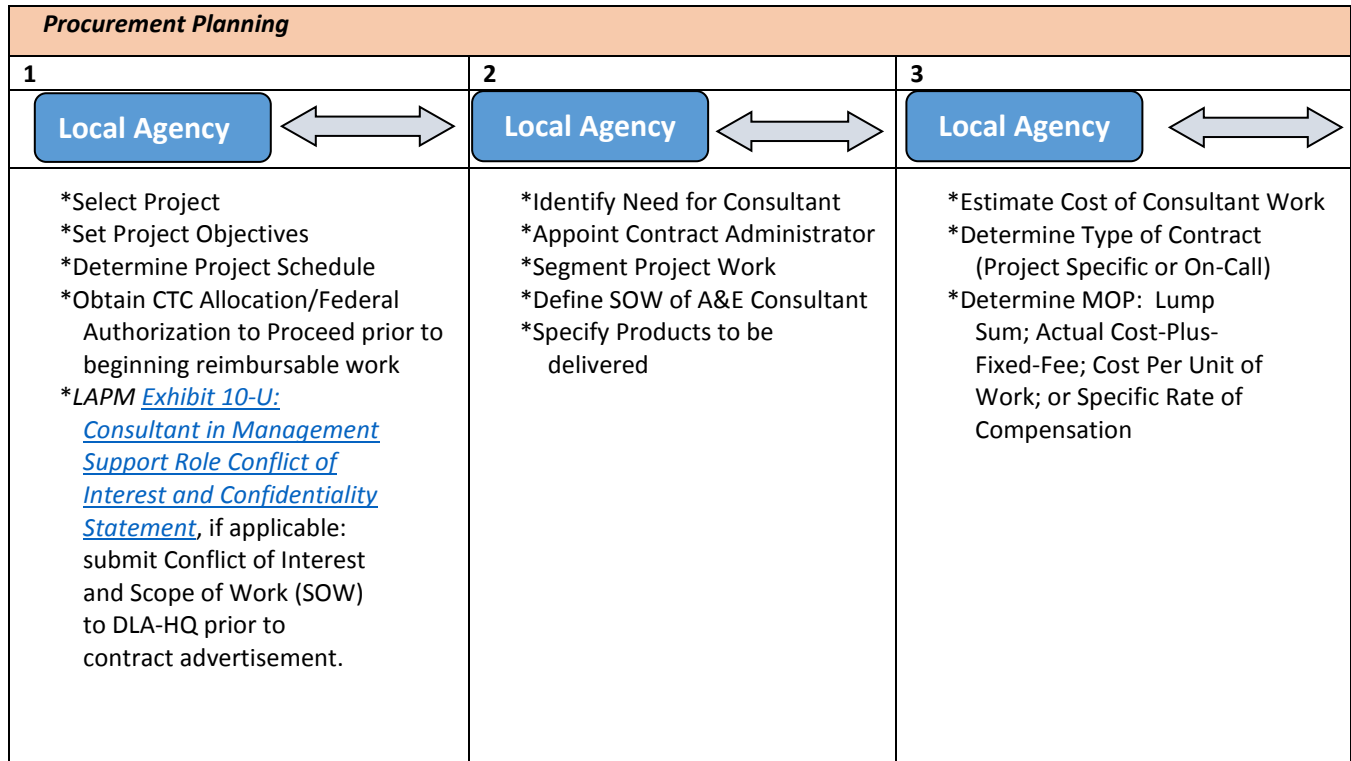 Procurement Planning
1
2
3
Local Agency
Local Agency
Local Agency
*Select Project
*Set Project Objectives
*Determine Project Schedule
*Obtain CTC Allocation/Federal
Authorization to Proceed prior to
beginning reimbursable work
*LAPM Exhibit 10-U:
Consultant in Management
Support Role Conflict of
Interest and Confidentiality
Statement, if applicable:
submit Conflict of Interest
and Scope of Work (SOW)
to DLA-HQ prior to
contract advertisement.
*Identify Need for Consultant
*Appoint Contract Administrator
*Segment Project Work
*Define SOW of A&E Consultant
*Specify Products to be
delivered
*Estimate Cost of Consultant Work
*Determine Type of Contract
(Project Specific or On-Call)
*Determine MOP: Lump
Sum; Actual Cost-Plus-
Fixed-Fee; Cost Per Unit of
Work; or Specific Rate of
Compensation